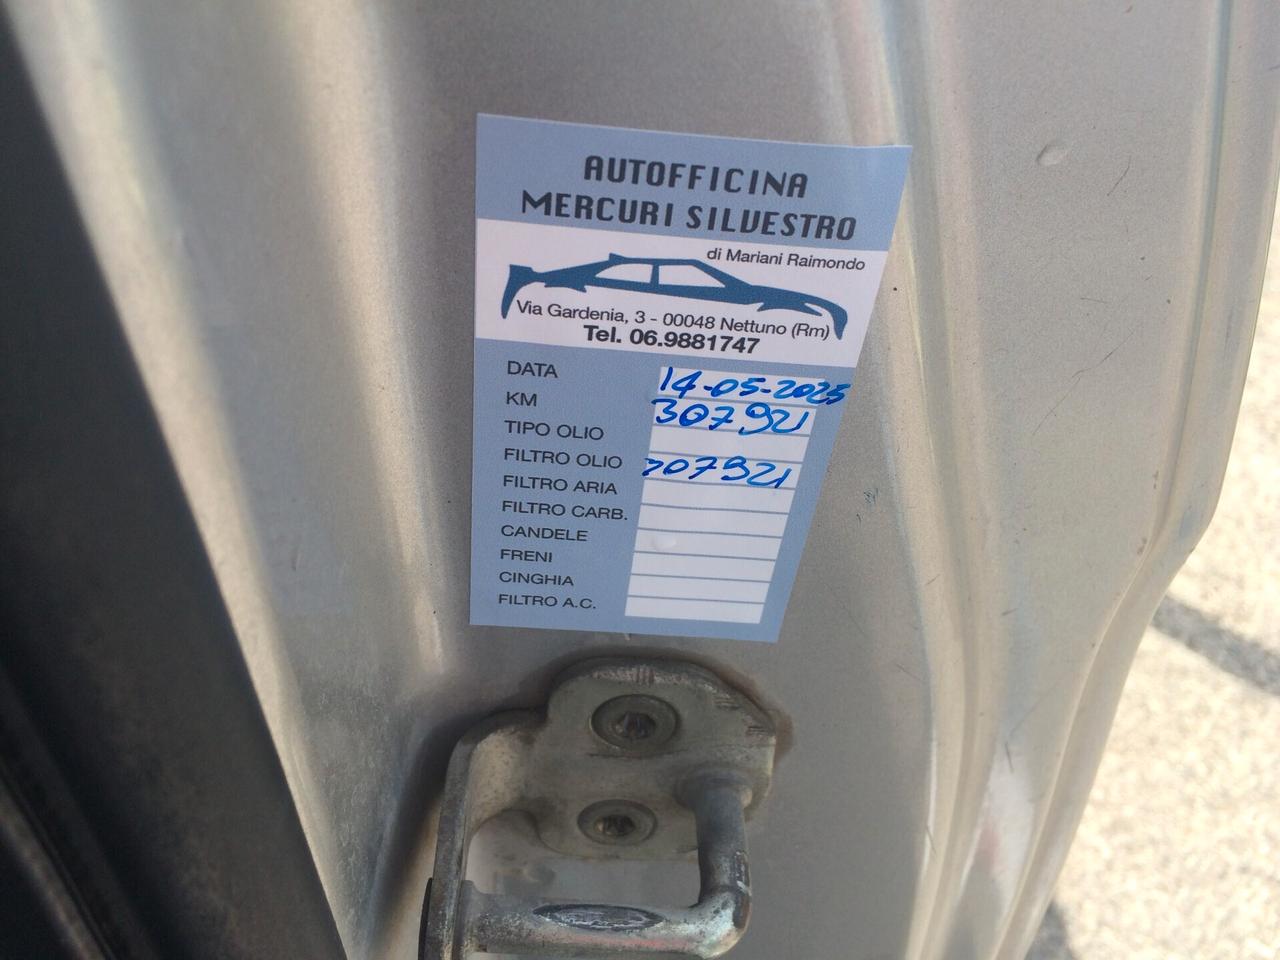 AUTOFFICINA
MERCURI SILVESTRO
di Mariani Raimondo
Via Gardenia, 3 - 00048 Nettuno (Rm)
Tel. 06.9881747
DATA 14-05-2025
KM 307921
TIPO OLIO
FILTRO OLIO 307921
FILTRO ARIA
FILTRO CARB.
CANDELE
FRENI
CINGHIA
FILTRO A.C.